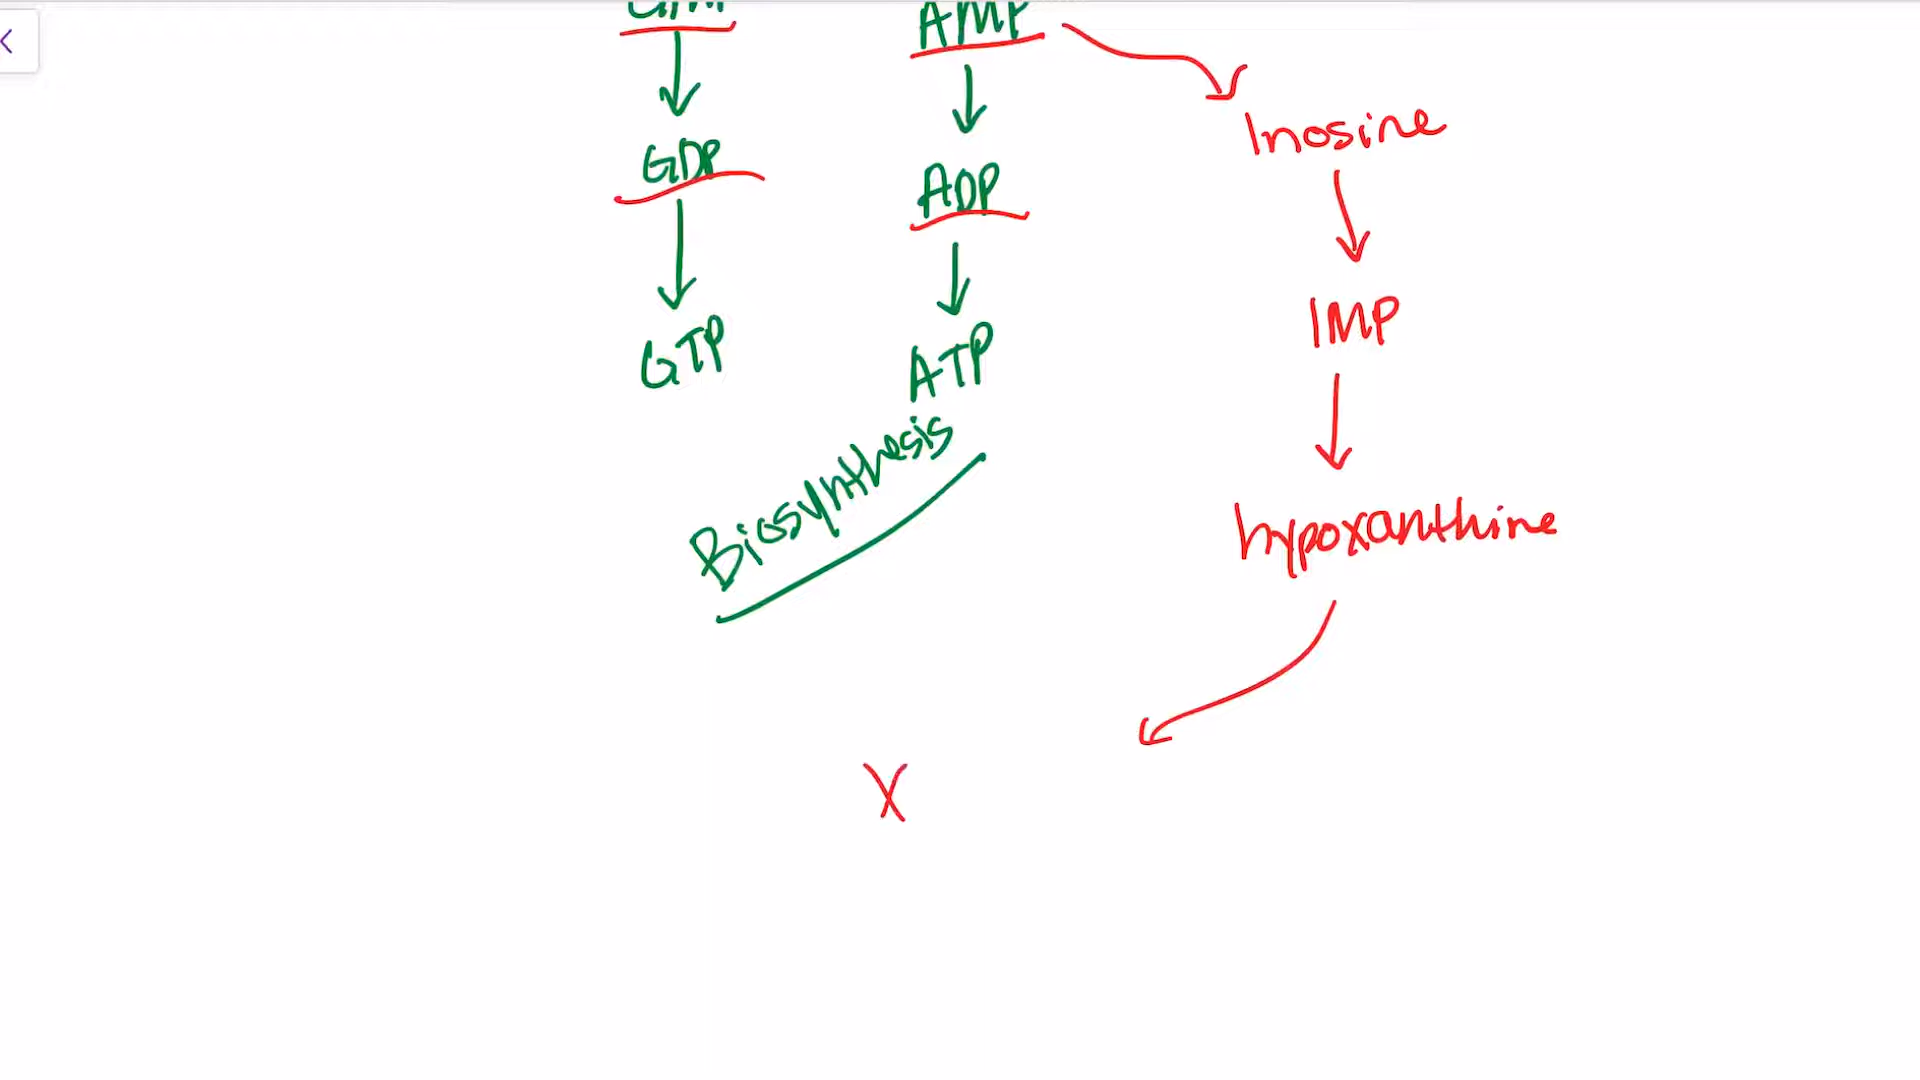 AMP
Inosine
GDP
ADP
IMP
GTP
ATP
Biosynthesis
hypoxanthine
X